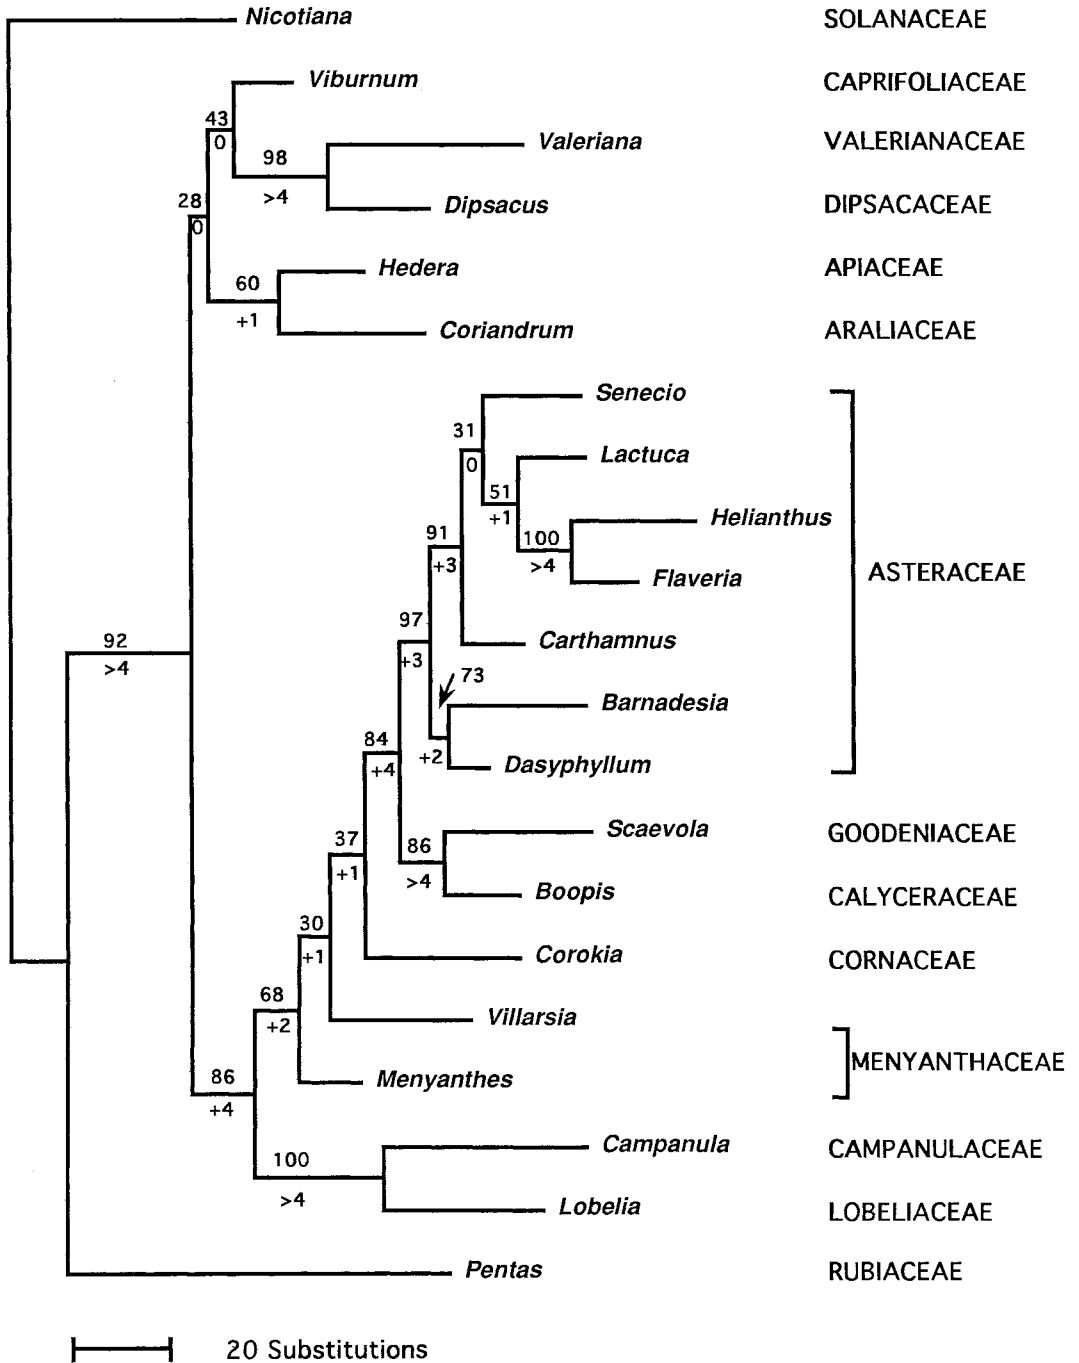 Nicotiana SOLANACEAE
Viburnum CAPRIFOLIACEAE
43
0
Valeriana VALERIANACEAE
98
>4
Dipsacus DIPSACACEAE
28
0
Hedera APIACEAE
60
+1
Coriandrum ARALIACEAE
Senecio
31
0
Lactuca
51
+1
Helianthus
100
>4
91
+3
Flaveria
ASTERACEAE
97
+3
Carthamnus
92
>4
73
Barnadesia
84
+4
+2
Dasyphyllum
Scaevola GOODENIACEAE
37
+1
86
>4
Boopis CALYCERACEAE
30
+1
Corokia CORNACEAE
68
+2
Villarsia
MENYANTHACEAE
86
+4
Menyanthes
Campanula CAMPANULACEAE
100
>4
Lobelia LOBELIACEAE
Pentas RUBIACEAE
20 Substitutions